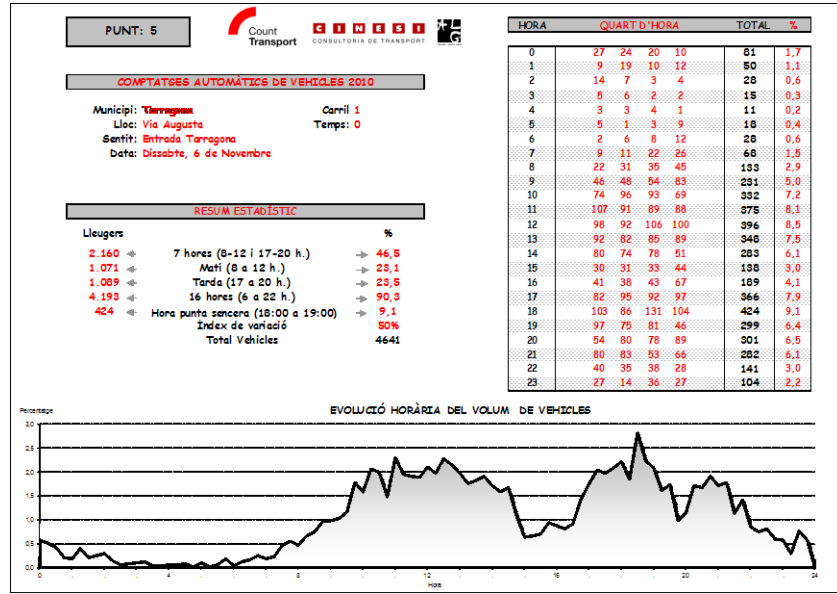 PUNT: 5
Count
Transport
CINESI
CONSULTORIA DE TRANSPORT
COMPTATGES AUTOMÀTICS DE VEHICLES 2010
Municipi: Tarragona Carril 1
Lloc: Via Augusta Temps: 0
Sentit: Entrada Tarragona
Data: Dissabte, 6 de Novembre
RESUM ESTADÍSTIC
Lleugers %
2.160 7 hores (8-12 i 17-20 h.) 46,5
1.071 Matí (8 a 12 h.) 23,1
1.089 Tarda (17 a 20 h.) 23,5
4.193 16 hores (6 a 22 h.) 90,3
424 Hora punta sencera (18:00 a 19:00) 9,1
Índex de variació 50%
Total Vehicles 4641
HORA QUART D'HORA TOTAL %
0 27 24 20 10 81 1,7
1 9 19 10 12 50 1,1
2 14 7 3 4 28 0,6
3 5 6 2 2 15 0,3
4 3 3 4 1 11 0,2
5 5 1 3 9 18 0,4
6 2 6 8 12 28 0,6
7 9 11 22 26 68 1,5
8 22 31 35 45 133 2,9
9 46 48 54 83 231 5,0
10 74 96 93 69 332 7,2
11 107 91 89 88 375 8,1
12 98 92 106 100 396 8,5
13 92 82 85 89 348 7,5
14 80 74 78 51 283 6,1
15 30 31 33 44 138 3,0
16 41 38 43 67 189 4,1
17 82 95 92 97 366 7,9
18 103 86 131 104 424 9,1
19 97 75 81 46 299 6,4
20 54 80 78 89 301 6,5
21 80 83 53 66 282 6,1
22 40 35 38 28 141 3,0
23 27 14 36 27 104 2,2
EVOLUCIÓ HORÀRIA DEL VOLUM DE VEHICLES
Percentatge
3,0
2,5
2,0
1,5
1,0
0,5
0,0
0 4 8 12 16 20 24
Hora